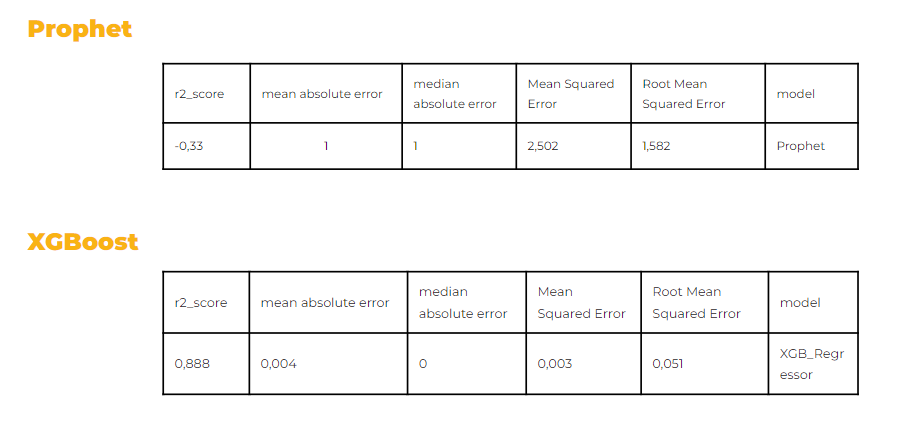 Prophet
r2_score mean absolute error median absolute error Mean Squared Error Root Mean Squared Error model
-0,33 1 1 2,502 1,582 Prophet
XGBoost
r2_score mean absolute error median absolute error Mean Squared Error Root Mean Squared Error model
0,888 0,004 0 0,003 0,051 XGB_Regressor